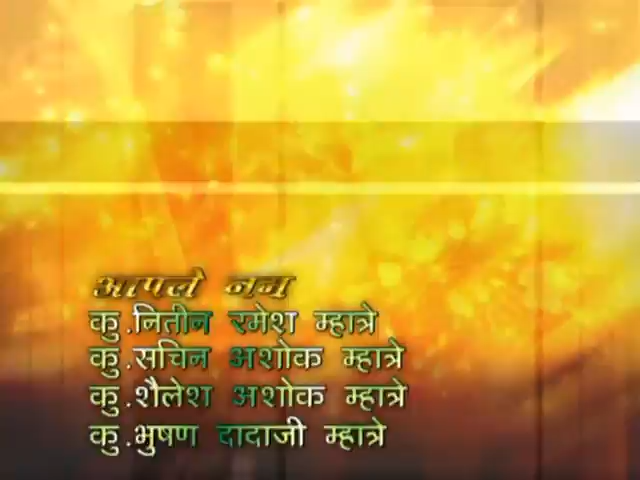 आपले नम्र
कु.नितीन रमेश म्हात्रे
कु.सचिन अशोक म्हात्रे
कु.शैलेश अशोक म्हात्रे
कु.भुषण दादाजी म्हात्रे